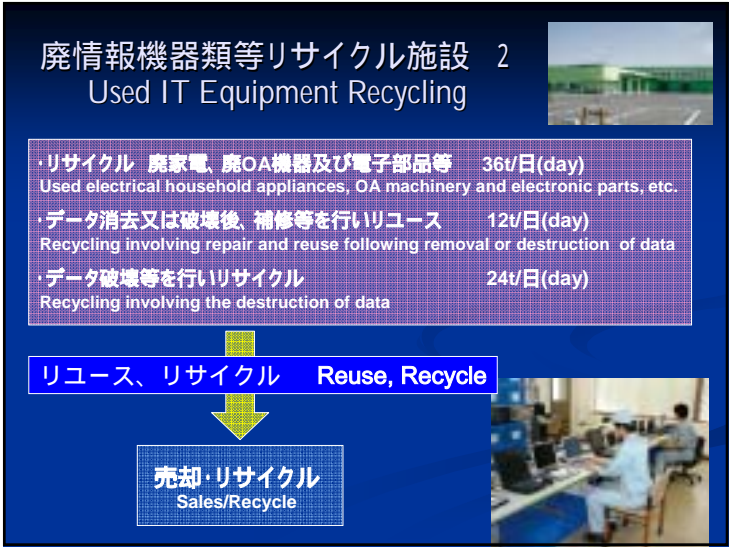 廃情報機器類等リサイクル施設 2
Used IT Equipment Recycling
･リサイクル 廃家電、廃OA機器及び電子部品等 36t/日(day)
Used electrical household appliances, OA machinery and electronic parts, etc.
･データ消去又は破壊後、補修等を行いリユース 12t/日(day)
Recycling involving repair and reuse following removal or destruction of data
･データ破壊等を行いリサイクル 24t/日(day)
Recycling involving the destruction of data
リユース、リサイクル Reuse, Recycle
売却･リサイクル
Sales/Recycle